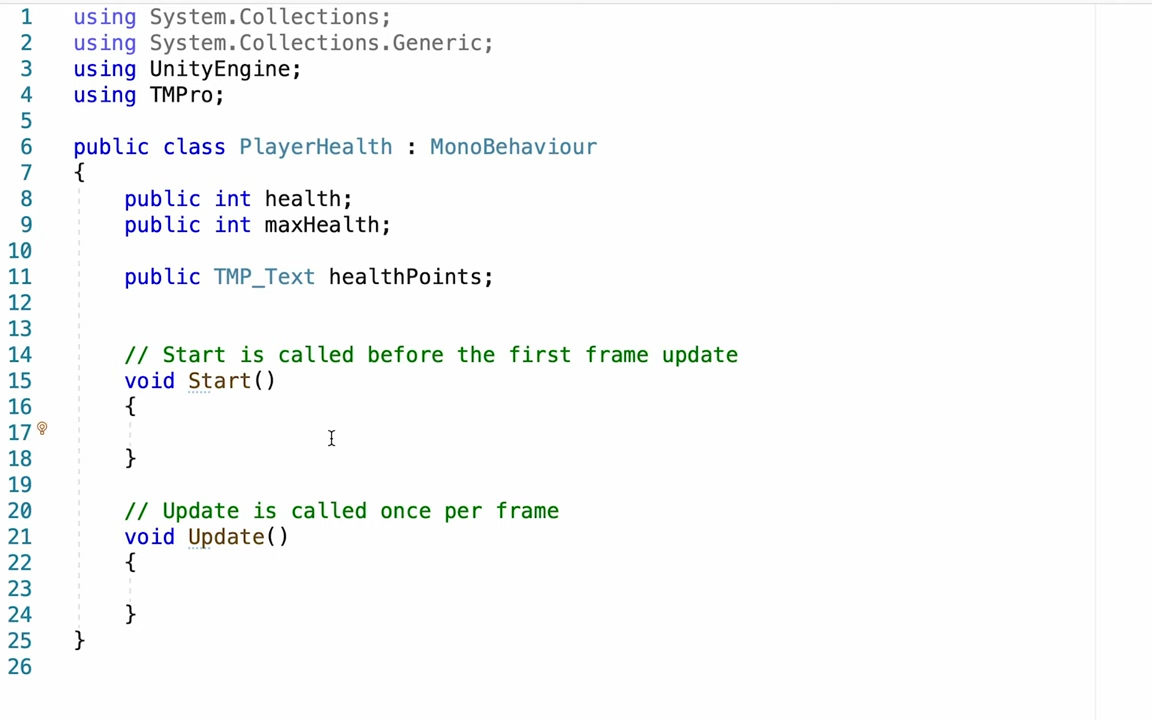 1 using System.Collections;
2 using System.Collections.Generic;
3 using UnityEngine;
4 using TMPro;
5
6 public class PlayerHealth : MonoBehaviour
7 {
8     public int health;
9     public int maxHealth;
10
11     public TMP_Text healthPoints;
12
13
14     // Start is called before the first frame update
15     void Start()
16     {
17
18     }
19
20     // Update is called once per frame
21     void Update()
22     {
23
24     }
25 }
26